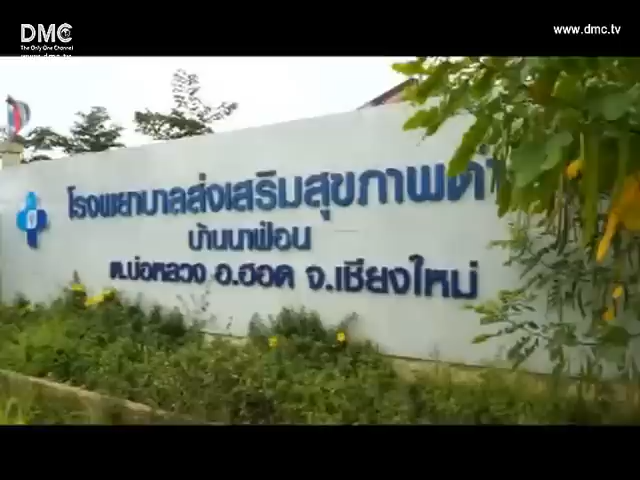 DMC
The Only One Channel
www.dmc.tv
www.dmc.tv
โรงพยาบาลส่งเสริมสุขภาพตำ
บ้านนาฟ่อน
ต.บ่อหลวง อ.ฮอด จ.เชียงใหม่